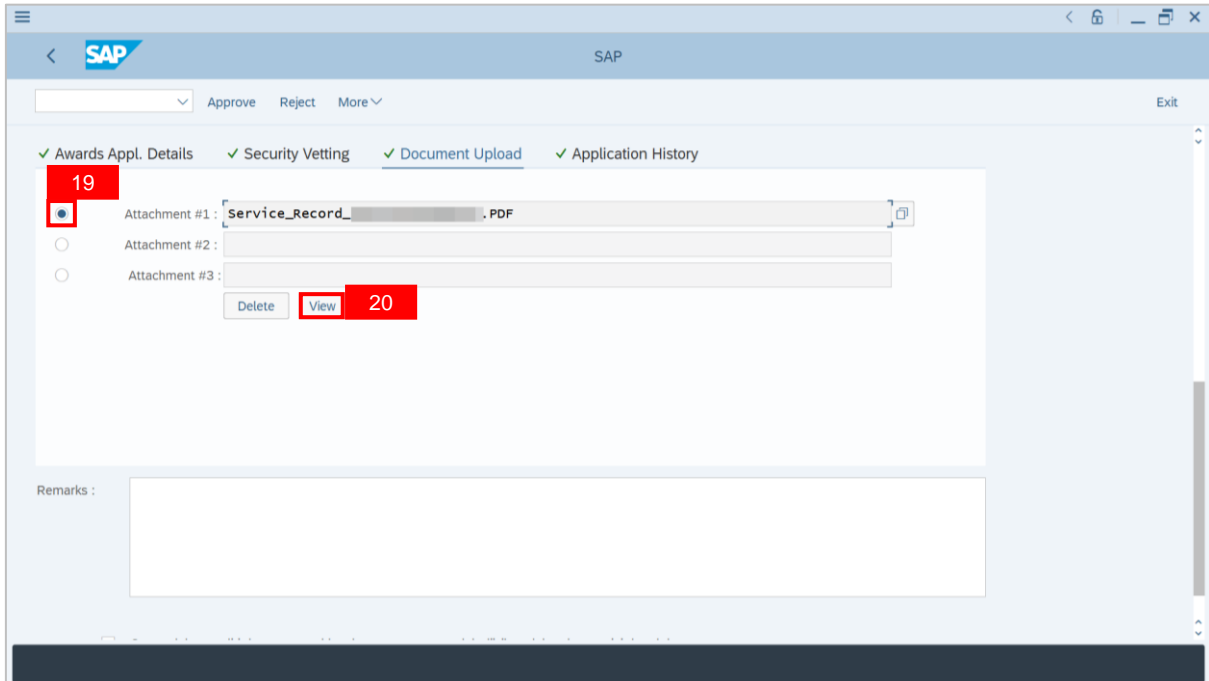 SAP
SAP
Approve Reject More Exit
Awards Appl. Details Security Vetting Document Upload Application History
19
Attachment #1 : Service_Record_ .PDF
Attachment #2 :
Attachment #3 :
Delete View 20
Remarks :